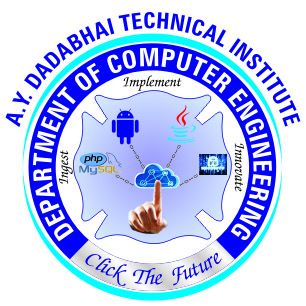 A.Y. DADABHAI TECHNICAL INSTITUTE
DEPARTMENT OF COMPUTER ENGINEERING
Implement
Ingest
Innovate
php
MySQL
Click The Future